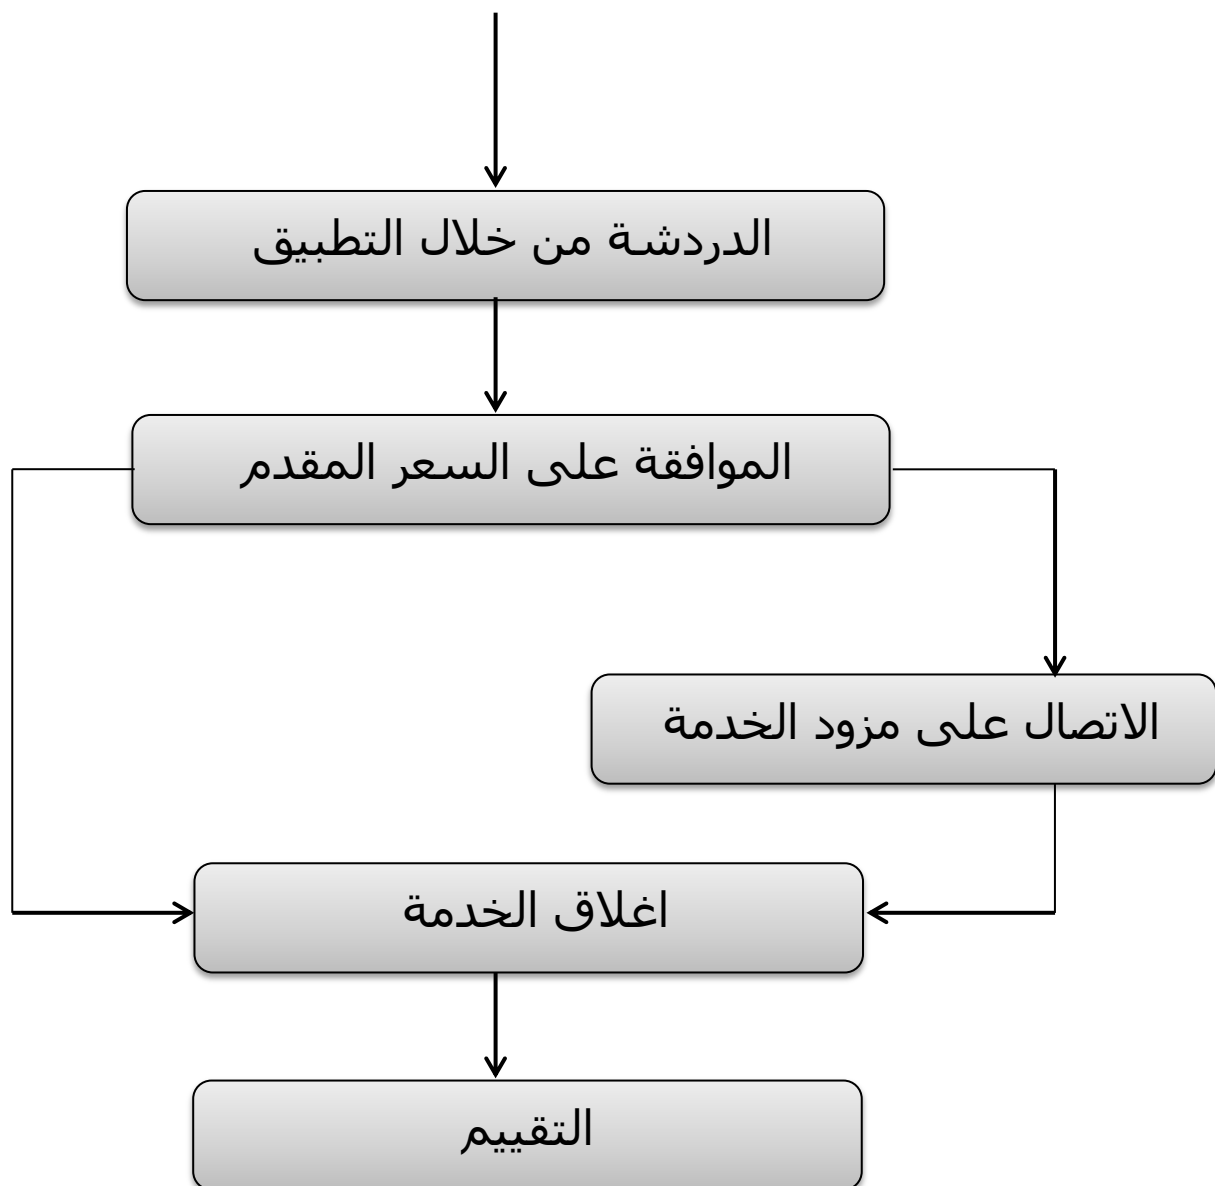 الدردشة من خلال التطبيق
الموافقة على السعر المقدم
الاتصال على مزود الخدمة
اغلاق الخدمة
التقييم